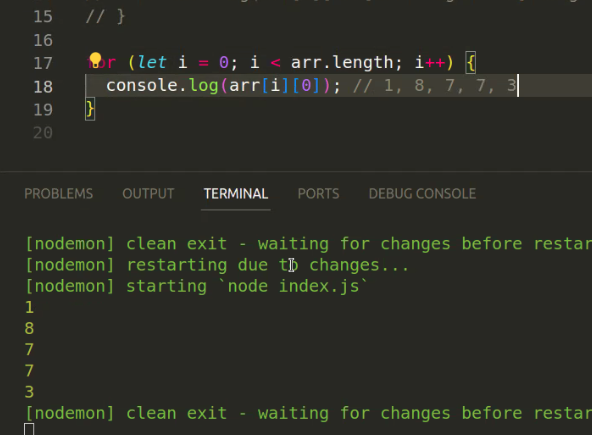 15 // }
16
17 for (let i = 0; i < arr.length; i++) {
18 console.log(arr[i][0]); // 1, 8, 7, 7, 3
19 }
20
PROBLEMS OUTPUT TERMINAL PORTS DEBUG CONSOLE
[nodemon] clean exit - waiting for changes before restar
[nodemon] restarting due to changes...
[nodemon] starting `node index.js`
1
8
7
7
3
[nodemon] clean exit - waiting for changes before restar